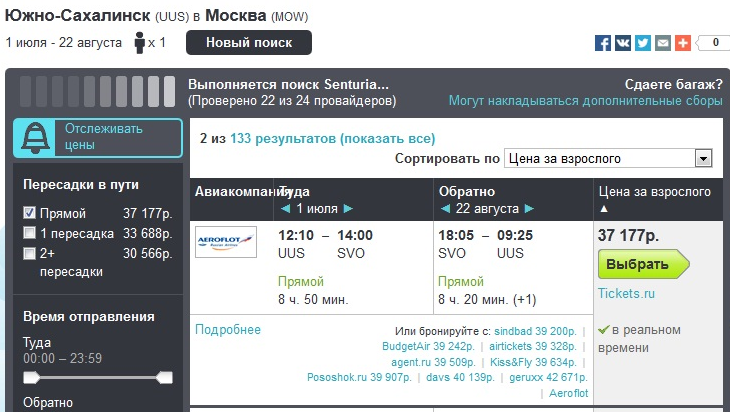 Южно-Сахалинск (UUS) в Москва (MOW)
1 июля - 22 августа x 1 Новый поиск
0
Выполняется поиск Senturia...
(Проверено 22 из 24 провайдеров)
Сдаете багаж?
Могут накладываться дополнительные сборы
Отслеживать
цены
2 из 133 результатов (показать все)
Сортировать по Цена за взрослого
Пересадки в пути
Прямой 37 177р.
1 пересадка 33 688р.
2+ 30 566р.
пересадки
Время отправления
Туда
00:00 – 23:59
Обратно
Авиакомпания Туда Обратно Цена за взрослого
◄ 1 июля ► ◄ 22 августа ► ▲
AEROFLOT
Russian Airlines
12:10 – 14:00 18:05 – 09:25 37 177р.
UUS SVO SVO UUS
Выбрать
Прямой Прямой
Tickets.ru
8 ч. 50 мин. 8 ч. 20 мин. (+1)
Подробнее
Или бронируйте с: sindbad 39 200р. |
BudgetAir 39 242р. | airtickets 39 328р. |
agent.ru 39 509р. | Kiss&Fly 39 634р. |
Pososhok.ru 39 907р. | davs 40 139р. | geruxx 42 671р.
| Aeroflot
в реальном
времени